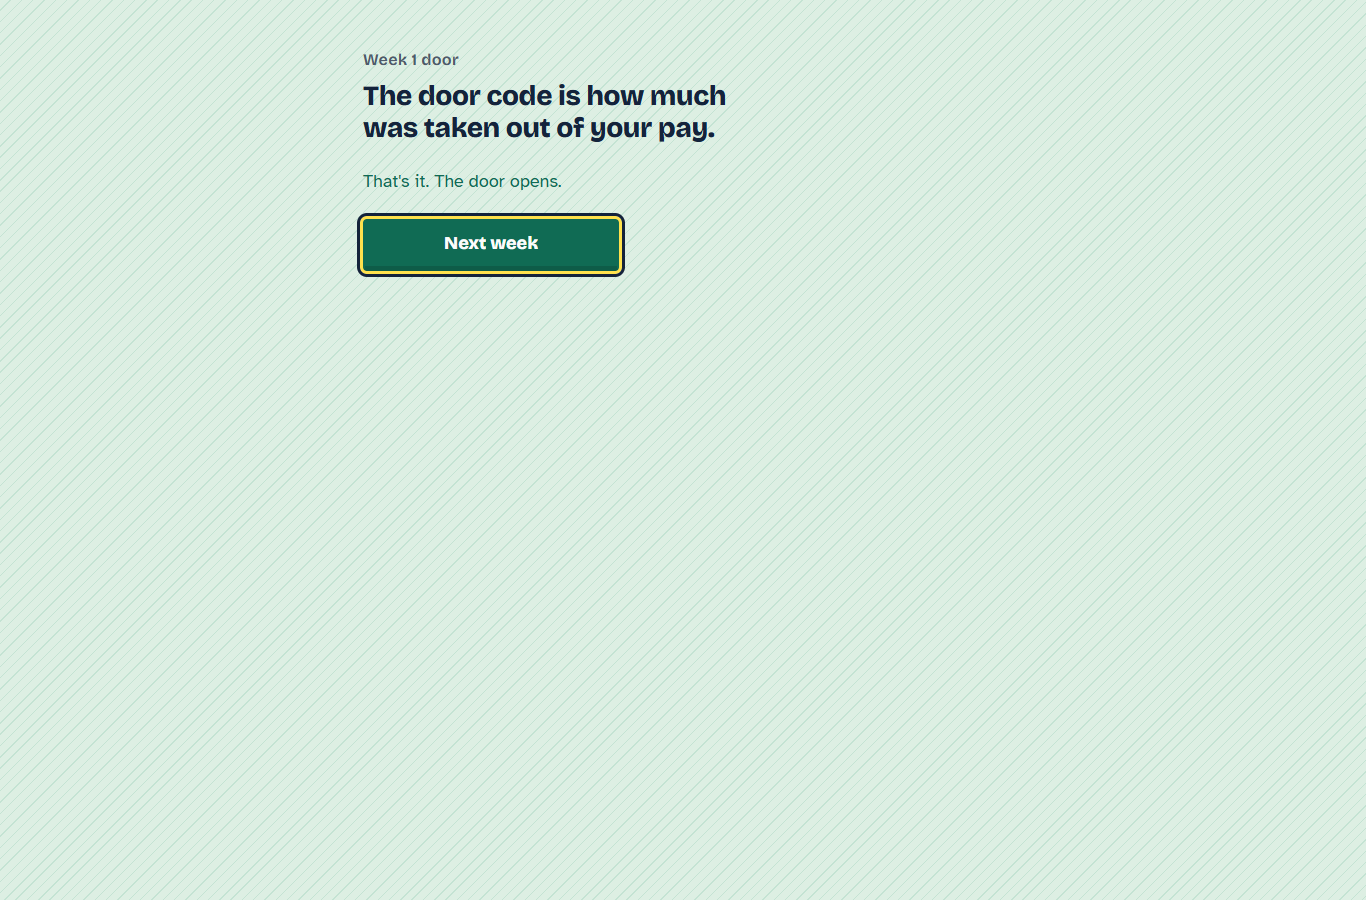 Week 1 door
The door code is how much
was taken out of your pay.
That's it. The door opens.
Next week